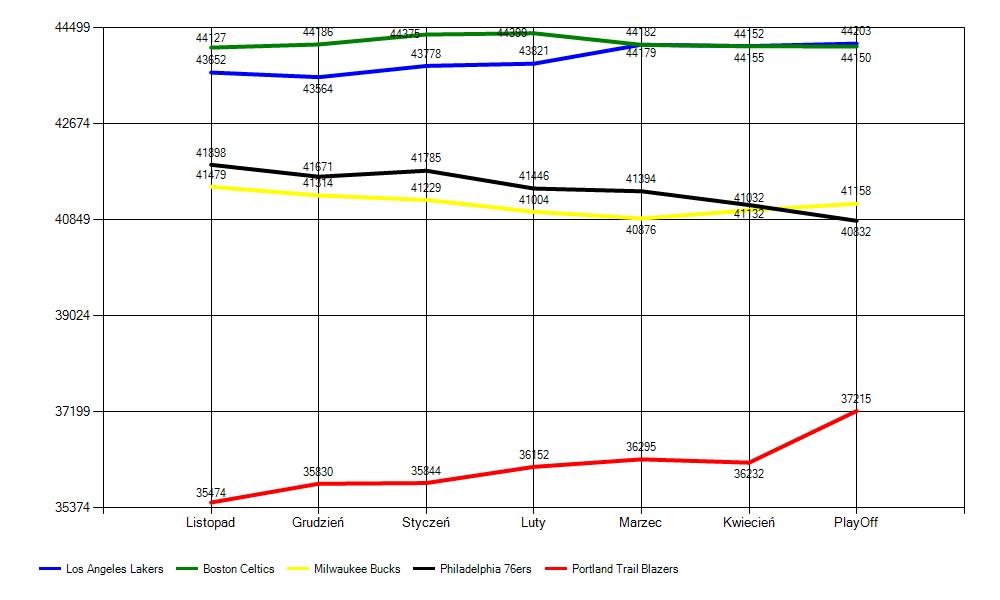 44499
44127 44186 44375 44399 44182 44152 44203
43652 43564 43778 43821 44179 44155 44150
42674
41898 41671 41785 41446 41394 41032 41158
41479 41314 41229 41004 40876 41132 40832
40849
39024
37199
35474 35830 35844 36152 36295 36232 37215
35374
Listopad Grudzień Styczeń Luty Marzec Kwiecień PlayOff
Los Angeles Lakers Boston Celtics Milwaukee Bucks Philadelphia 76ers Portland Trail Blazers